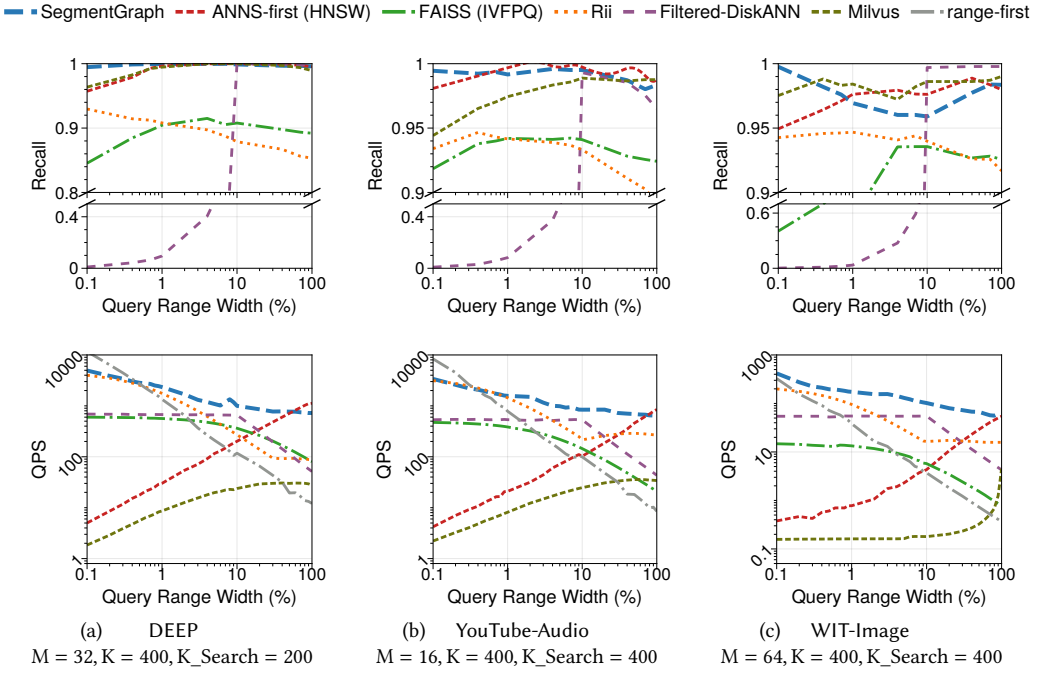 SegmentGraph ANNS-first (HNSW) FAISS (IVFPQ) Rii Filtered-DiskANN Milvus range-first
1 1 1
Recall 0.9 Recall 0.95 Recall 0.95
0.8 0.9 0.9
0.4 0.4 0.6
0 0 0
0.1 1 10 100 0.1 1 10 100 0.1 1 10 100
Query Range Width (%) Query Range Width (%) Query Range Width (%)
10000 10000 1000
QPS 100 QPS 100 QPS 10
1 1 0.1
0.1 1 10 100 0.1 1 10 100 0.1 1 10 100
Query Range Width (%) Query Range Width (%) Query Range Width (%)
(a) DEEP (b) YouTube-Audio (c) WIT-Image
M = 32, K = 400, K_Search = 200 M = 16, K = 400, K_Search = 400 M = 64, K = 400, K_Search = 400